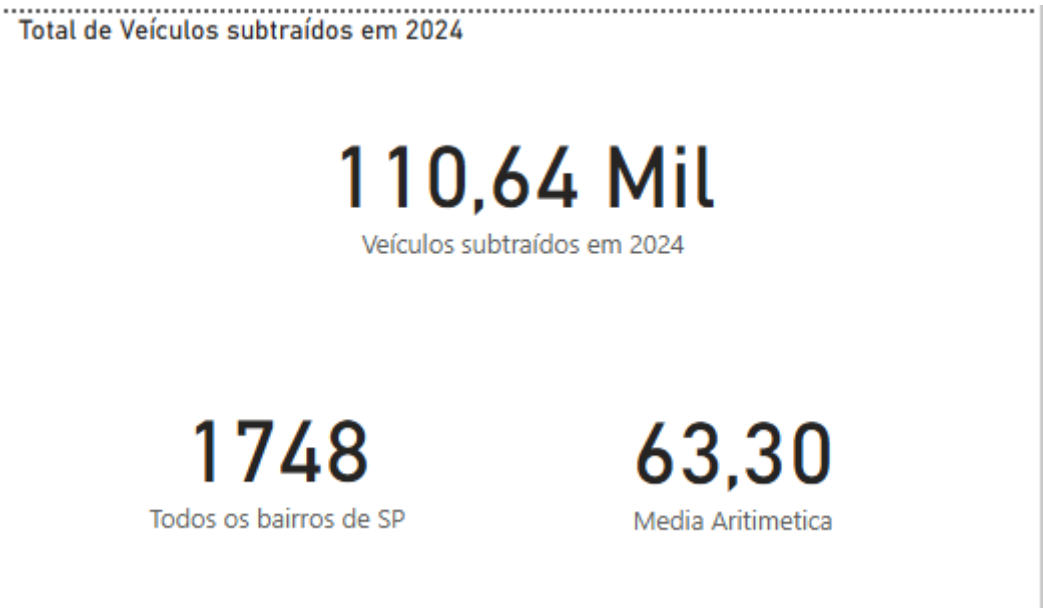 Total de Veículos subtraídos em 2024
110,64 Mil
Veículos subtraídos em 2024
1748
Todos os bairros de SP
63,30
Media Aritimetica